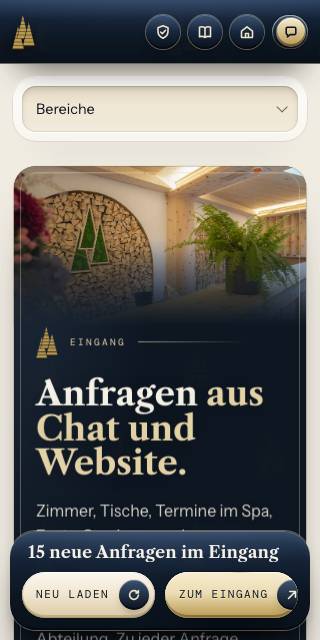 Bereiche
EINGANG
Anfragen aus
Chat und
Website.
Zimmer, Tische, Termine im Spa,
15 neue Anfragen im Eingang
NEU LADEN
ZUM EINGANG
Abteilung. Zu jeder Anfrage